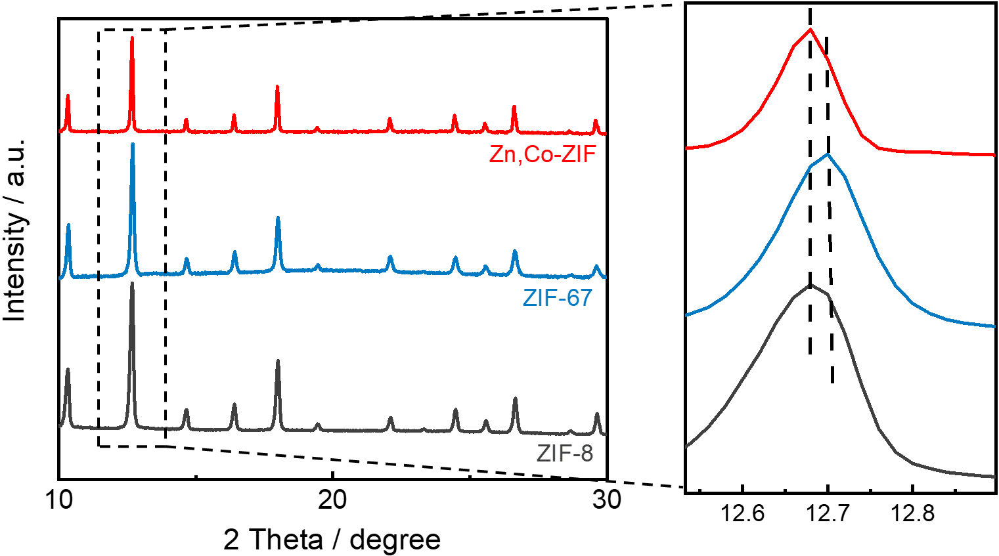 Intensity / a.u.
Zn,Co-ZIF
ZIF-67
ZIF-8
10 20 30
2 Theta / degree
12.6 12.7 12.8